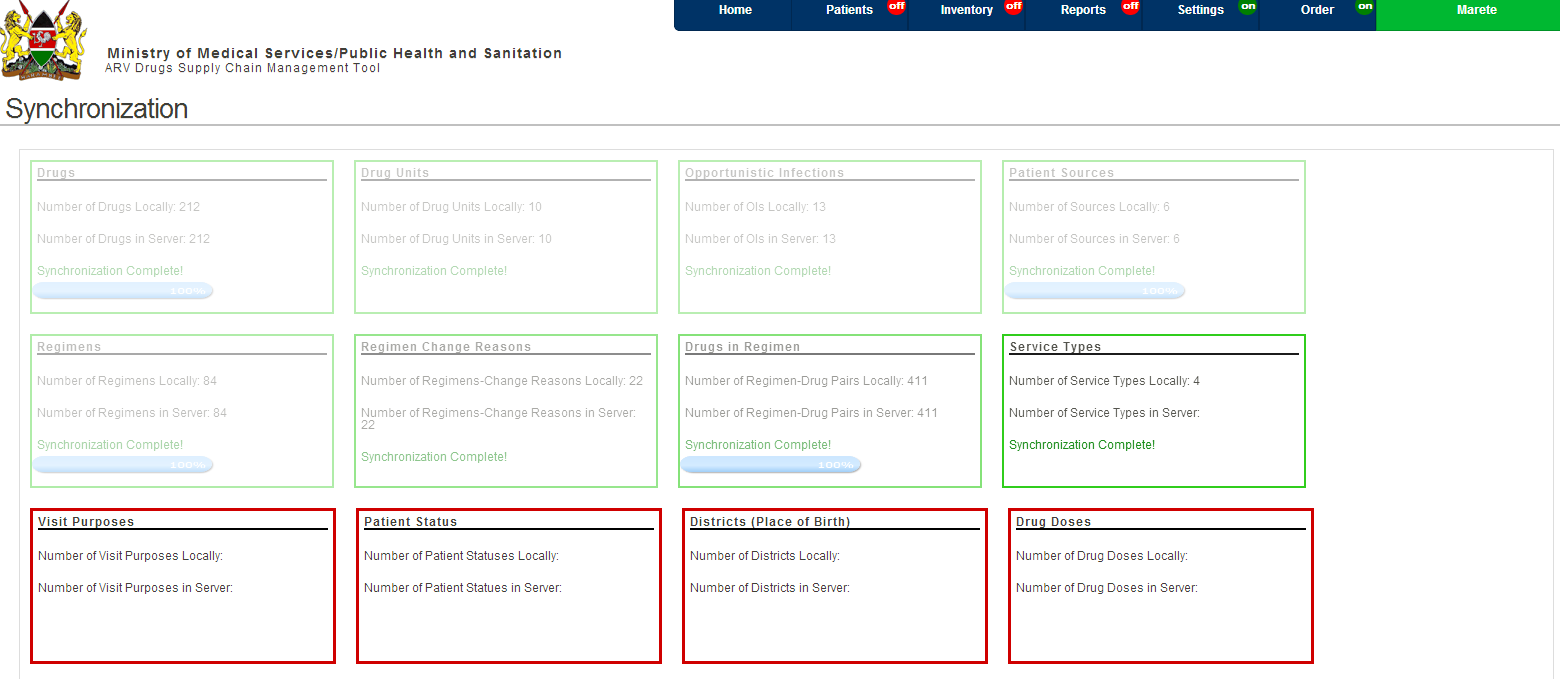 Home
Patients
off
Inventory
off
Reports
off
Settings
on
Order
on
Marete
Ministry of Medical Services/Public Health and Sanitation
ARV Drugs Supply Chain Management Tool
Synchronization
Drugs
Number of Drugs Locally: 212
Number of Drugs in Server: 212
Synchronization Complete!
100%
Drug Units
Number of Drug Units Locally: 10
Number of Drug Units in Server: 10
Synchronization Complete!
Opportunistic Infections
Number of OIs Locally: 13
Number of OIs in Server: 13
Synchronization Complete!
Patient Sources
Number of Sources Locally: 6
Number of Sources in Server: 6
Synchronization Complete!
100%
Regimens
Number of Regimens Locally: 84
Number of Regimens in Server: 84
Synchronization Complete!
100%
Regimen Change Reasons
Number of Regimens-Change Reasons Locally: 22
Number of Regimens-Change Reasons in Server:
22
Synchronization Complete!
Drugs in Regimen
Number of Regimen-Drug Pairs Locally: 411
Number of Regimen-Drug Pairs in Server: 411
Synchronization Complete!
100%
Service Types
Number of Service Types Locally: 4
Number of Service Types in Server:
Synchronization Complete!
Visit Purposes
Number of Visit Purposes Locally:
Number of Visit Purposes in Server:
Patient Status
Number of Patient Statuses Locally:
Number of Patient Statues in Server:
Districts (Place of Birth)
Number of Districts Locally:
Number of Districts in Server:
Drug Doses
Number of Drug Doses Locally:
Number of Drug Doses in Server: